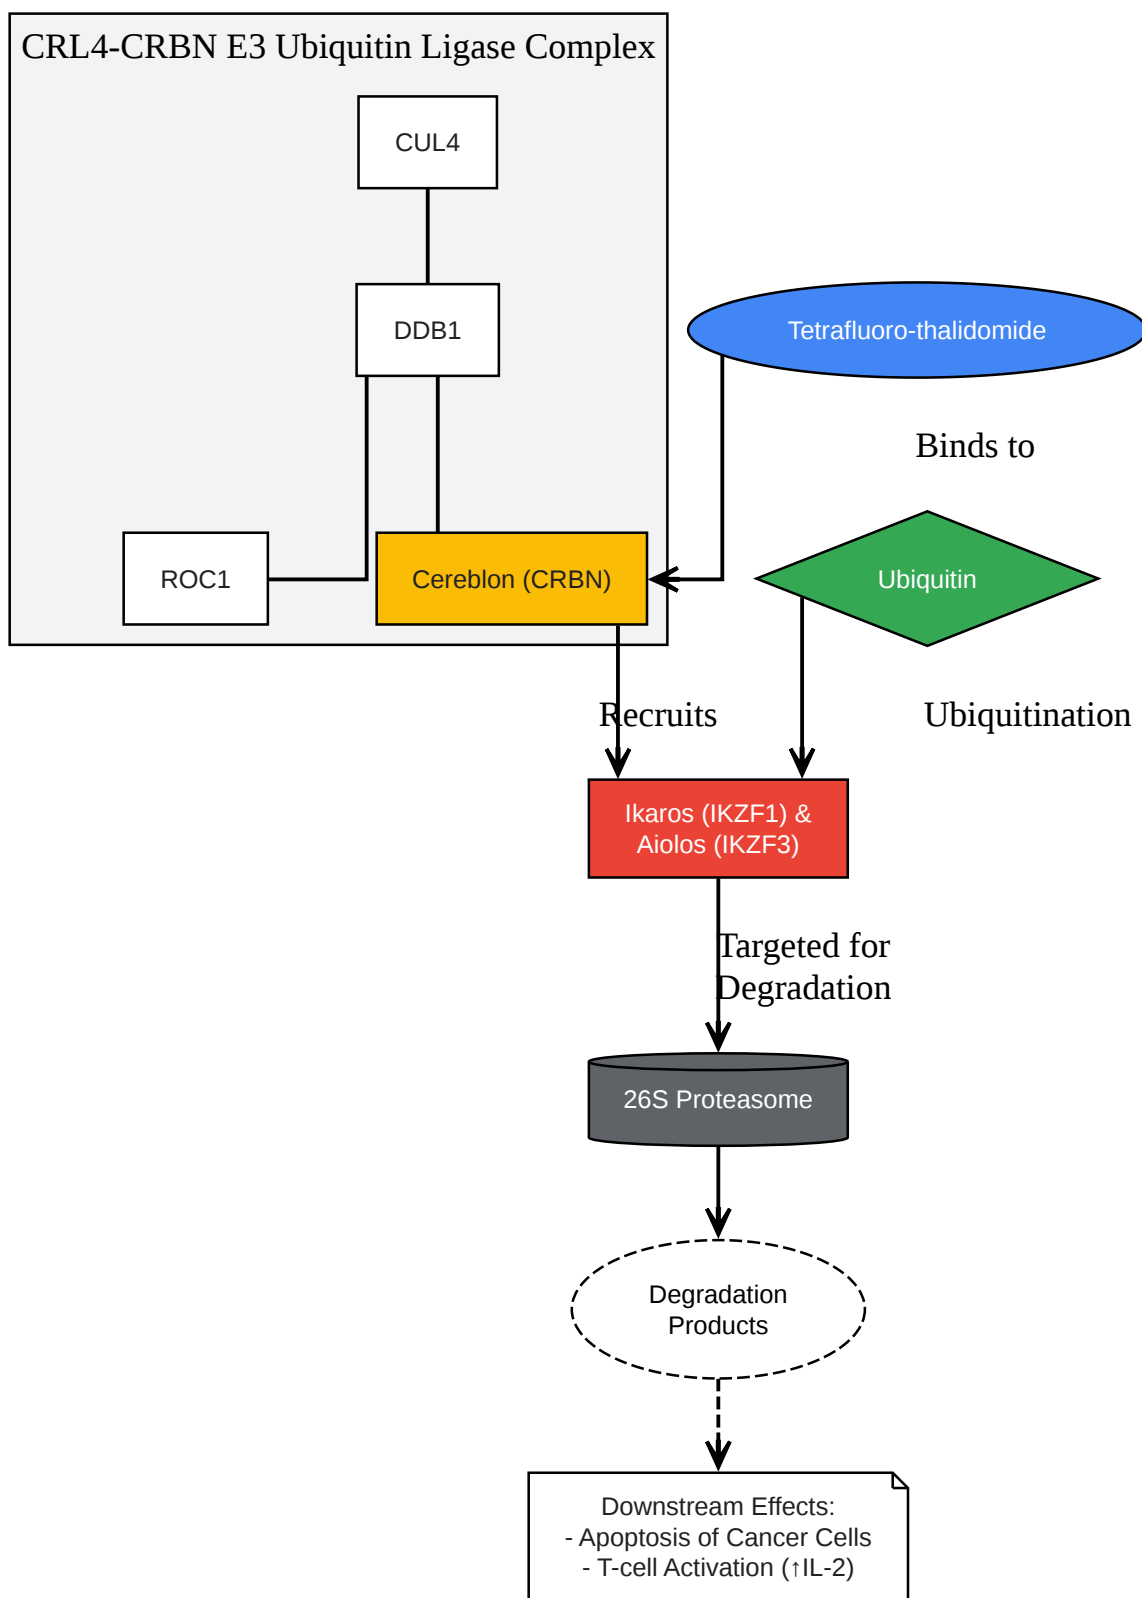 CRL4-CRBN E3 Ubiquitin Ligase Complex
CUL4
DDB1
Tetrafluoro-thalidomide
Binds to
ROC1
Cereblon (CRBN)
Ubiquitin
Recruits
Ubiquitination
Ikaros (IKZF1) &
Aiolos (IKZF3)
Targeted for
Degradation
26S Proteasome
Degradation
Products
Downstream Effects:
- Apoptosis of Cancer Cells
- T-cell Activation (↑IL-2)